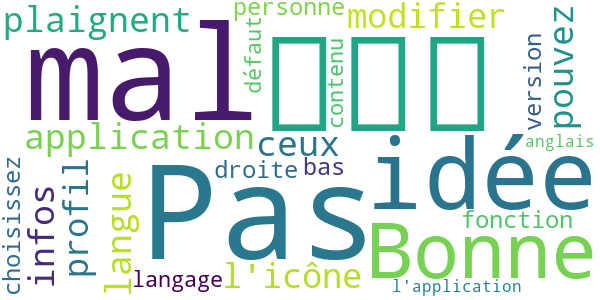 plaignent
personne
modifier
mal
défaut
contenu
version
pouvez
application
ceux
anglais
idée
choisissez
infos
profil
langue
Pas
droite
bas
fonction
Bonne
langage
l'icône
l'application